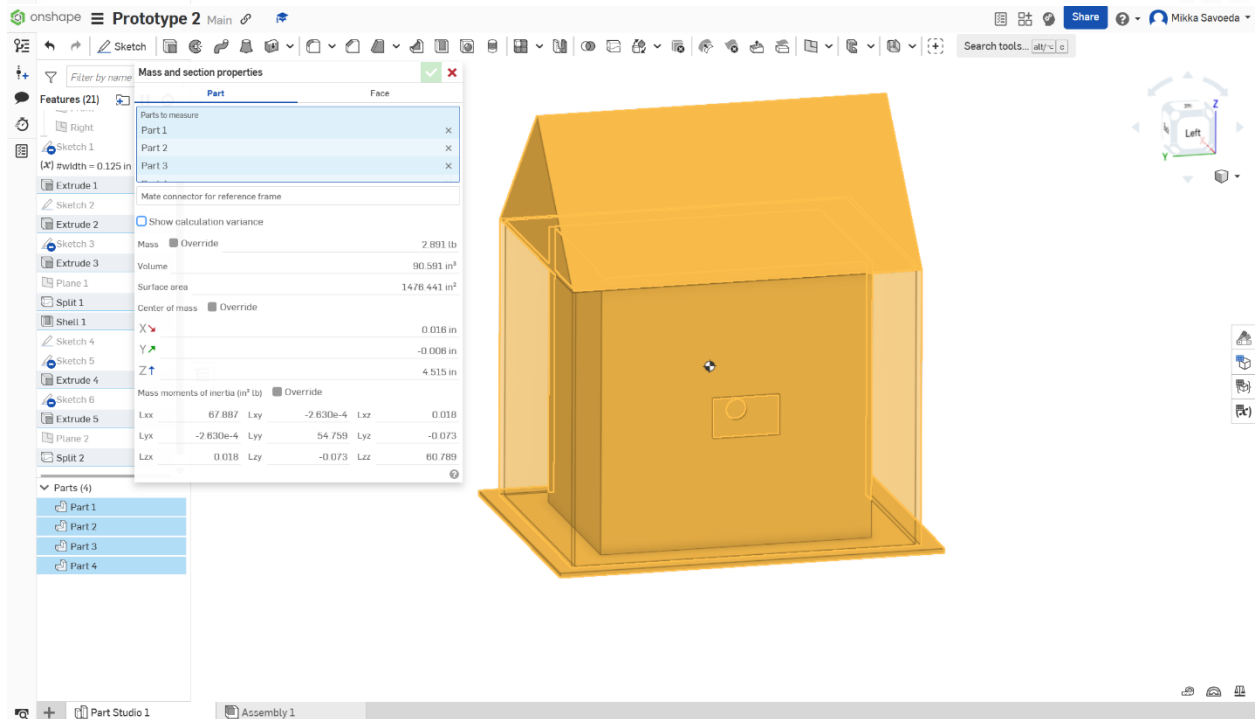 onshape Prototype 2 Main Share Mikka Savoeda
Sketch Search tools... alt/⌥ c
Filter by name
Features (21)
Right
Sketch 1
(x) #width = 0.125 in
Extrude 1
Sketch 2
Extrude 2
Sketch 3
Extrude 3
Plane 1
Split 1
Shell 1
Sketch 4
Sketch 5
Extrude 4
Sketch 6
Extrude 5
Plane 2
Split 2
Parts (4)
Part 1
Part 2
Part 3
Part 4
Mass and section properties
Part Face
Parts to measure
Part 1
Part 2
Part 3
Mate connector for reference frame
Show calculation variance
Mass Override 2.891 lb
Volume 90.591 in³
Surface area 1476.441 in²
Center of mass Override
X 0.016 in
Y -0.006 in
Z 4.515 in
Mass moments of inertia (in² lb) Override
Lxx 67.887 Lxy -2.630e-4 Lxz 0.018
Lyx -2.630e-4 Lyy 54.759 Lyz -0.073
Lzx 0.018 Lzy -0.073 Lzz 60.789
Z
Left
Y
Part Studio 1 Assembly 1